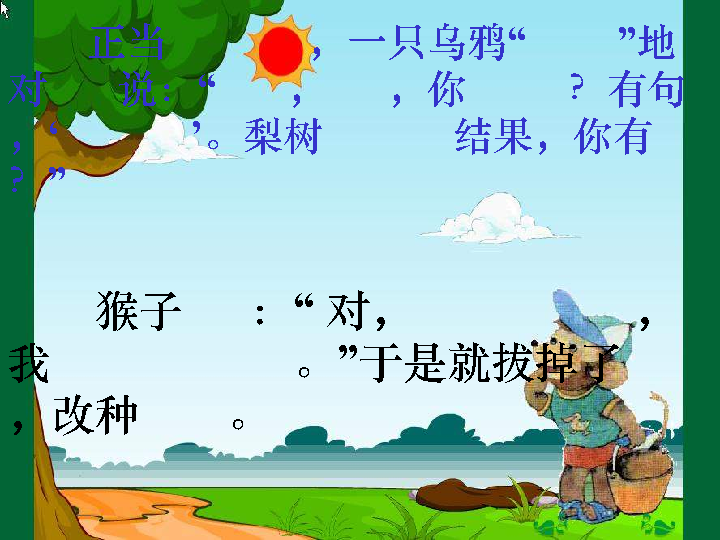 正当 ，一只乌鸦“ ”地
对 说：“ ， ，你 ？有句
，‘ ’。梨树 结果，你有
？”
猴子 ：“对， ，
我 。”于是就拔掉了
，改种 。